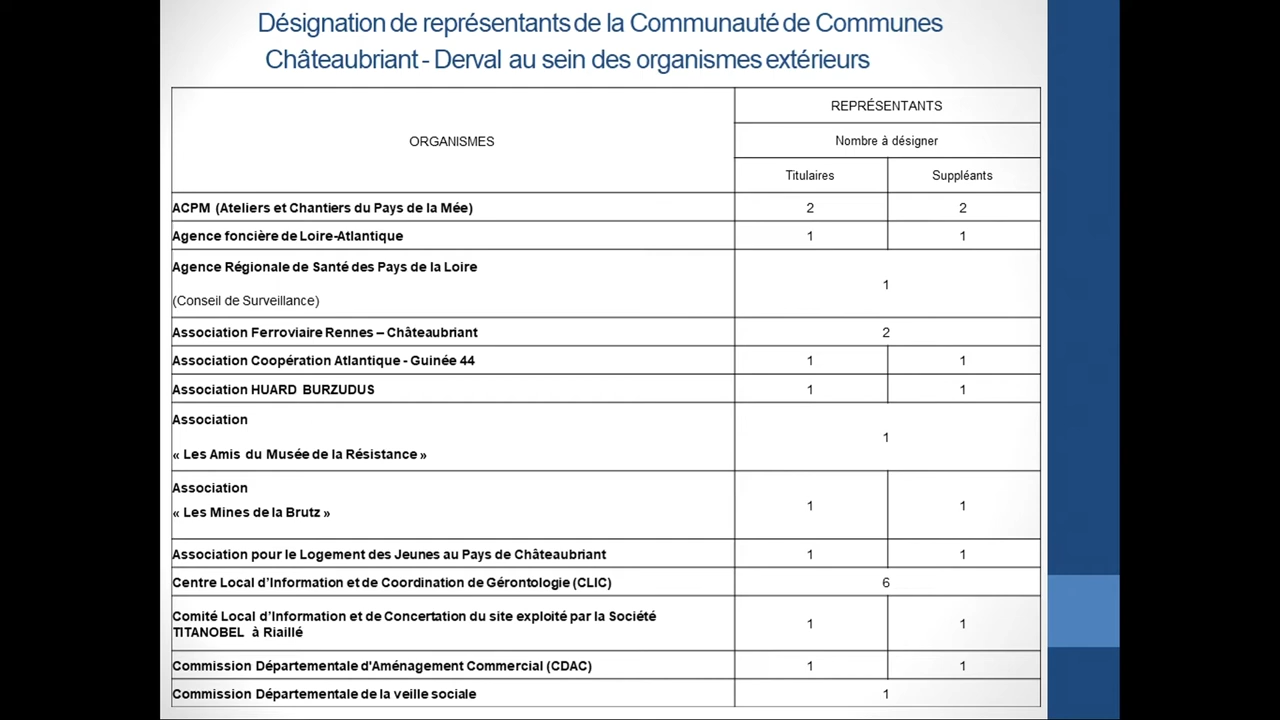 Désignation de représentants de la Communauté de Communes
Châteaubriant - Derval au sein des organismes extérieurs
ORGANISMES
REPRÉSENTANTS
Nombre à désigner
Titulaires Suppléants
ACPM (Ateliers et Chantiers du Pays de la Mée) 2 2
Agence foncière de Loire-Atlantique 1 1
Agence Régionale de Santé des Pays de la Loire
(Conseil de Surveillance)
1
Association Ferroviaire Rennes – Châteaubriant 2
Association Coopération Atlantique - Guinée 44 1 1
Association HUARD BURZUDUS 1 1
Association
« Les Amis du Musée de la Résistance »
1
Association
« Les Mines de la Brutz »
1 1
Association pour le Logement des Jeunes au Pays de Châteaubriant 1 1
Centre Local d'Information et de Coordination de Gérontologie (CLIC) 6
Comité Local d'Information et de Concertation du site exploité par la Société
TITANOBEL à Riaillé
1 1
Commission Départementale d'Aménagement Commercial (CDAC) 1 1
Commission Départementale de la veille sociale 1